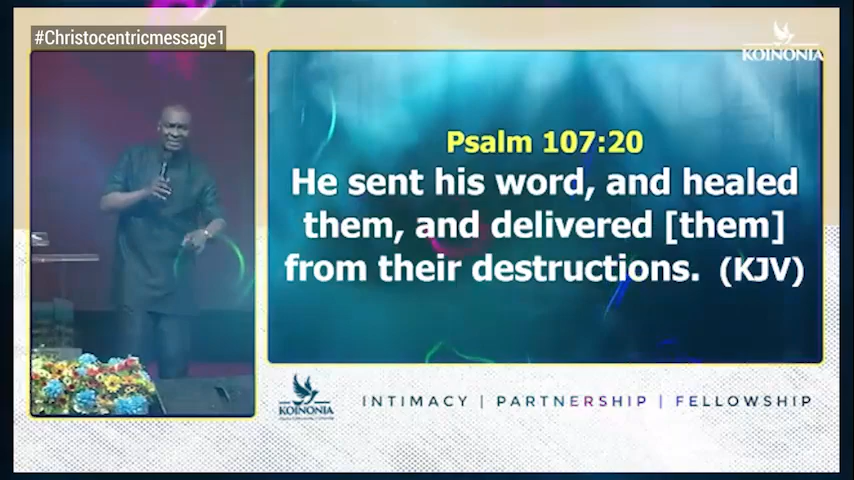 #Christocentricmessage1
KOINONIA
Psalm 107:20
He sent his word, and healed
them, and delivered [them]
from their destructions. (KJV)
KOINONIA
INTIMACY | PARTNERSHIP | FELLOWSHIP